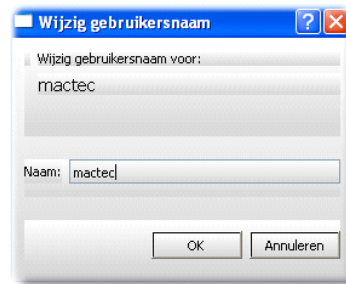 Wijzig gebruikersnaam
Wijzig gebruikersnaam voor:
mactec
Naam: mactec
OK Annuleren